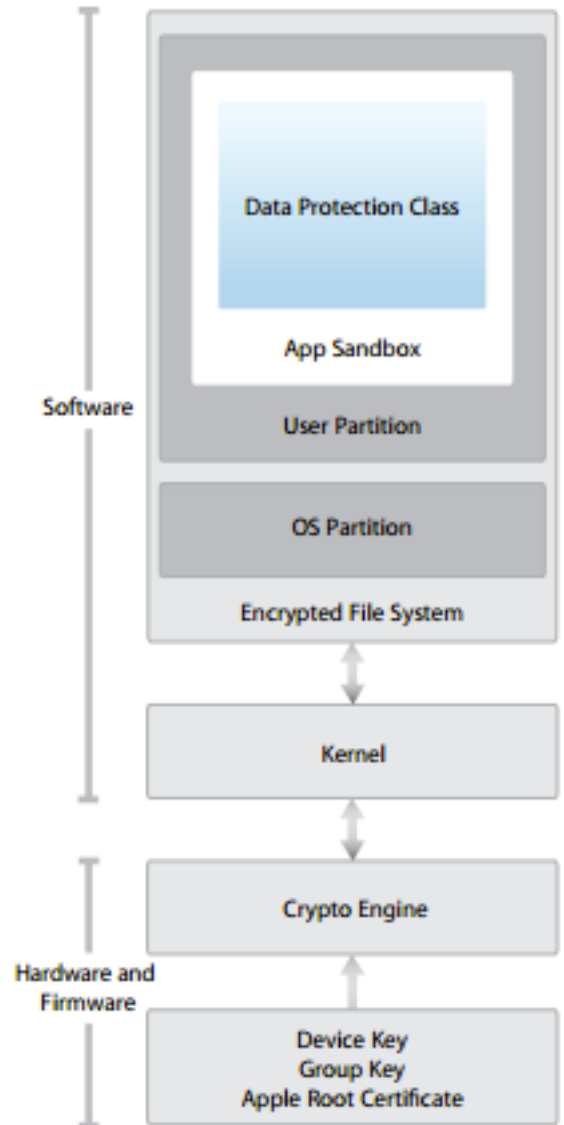 Data Protection Class
App Sandbox
Software
User Partition
OS Partition
Encrypted File System
Kernel
Crypto Engine
Hardware and
Firmware
Device Key
Group Key
Apple Root Certificate